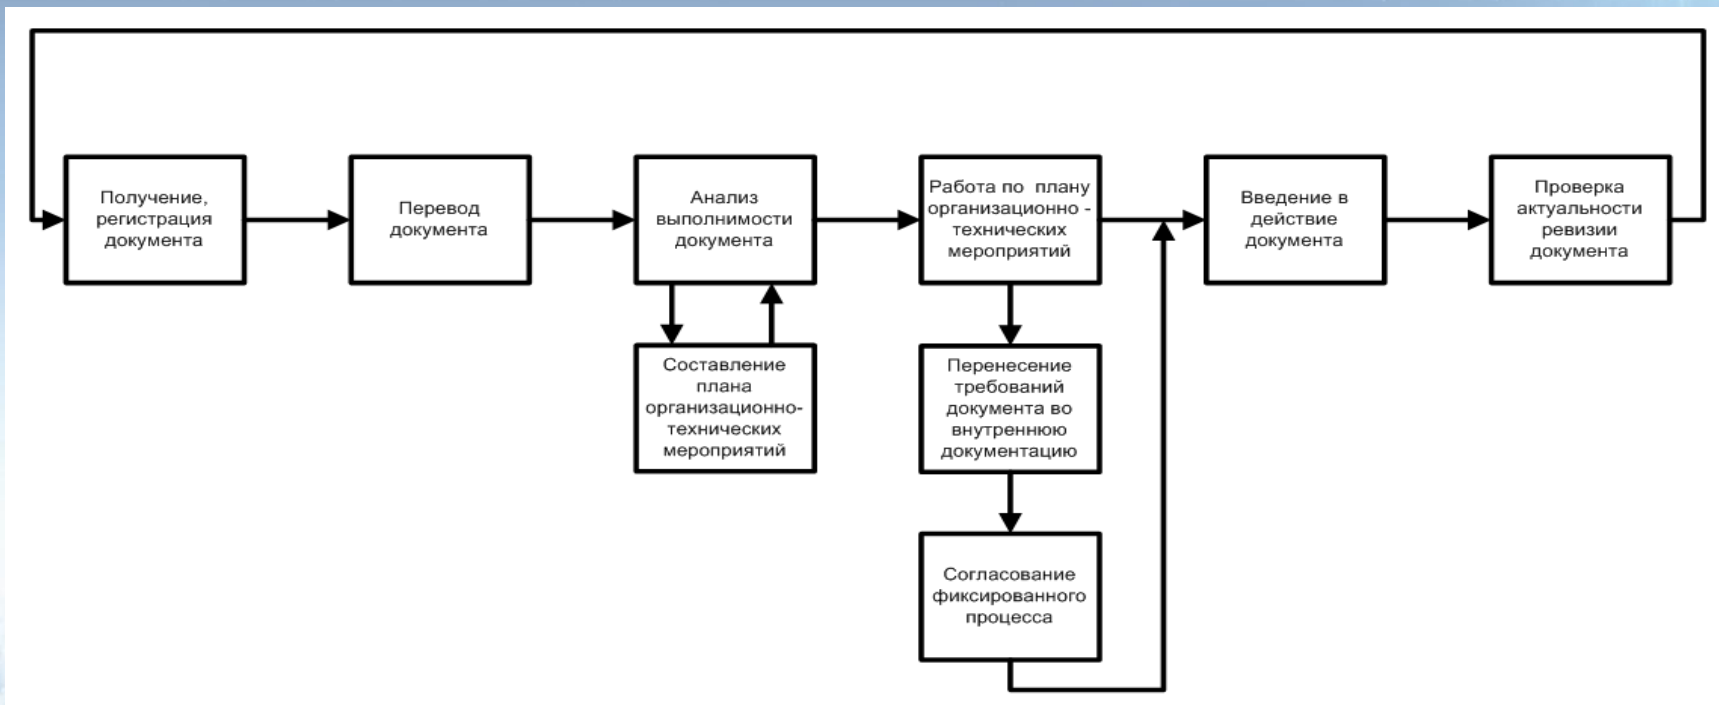 Получение,
регистрация
документа
Перевод
документа
Анализ
выполнимости
документа
Работа по плану
организационно -
технических
мероприятий
Введение в
действие
документа
Проверка
актуальности
ревизии
документа
Составление
плана
организационно-
технических
мероприятий
Перенесение
требований
документа во
внутреннюю
документацию
Согласование
фиксированного
процесса